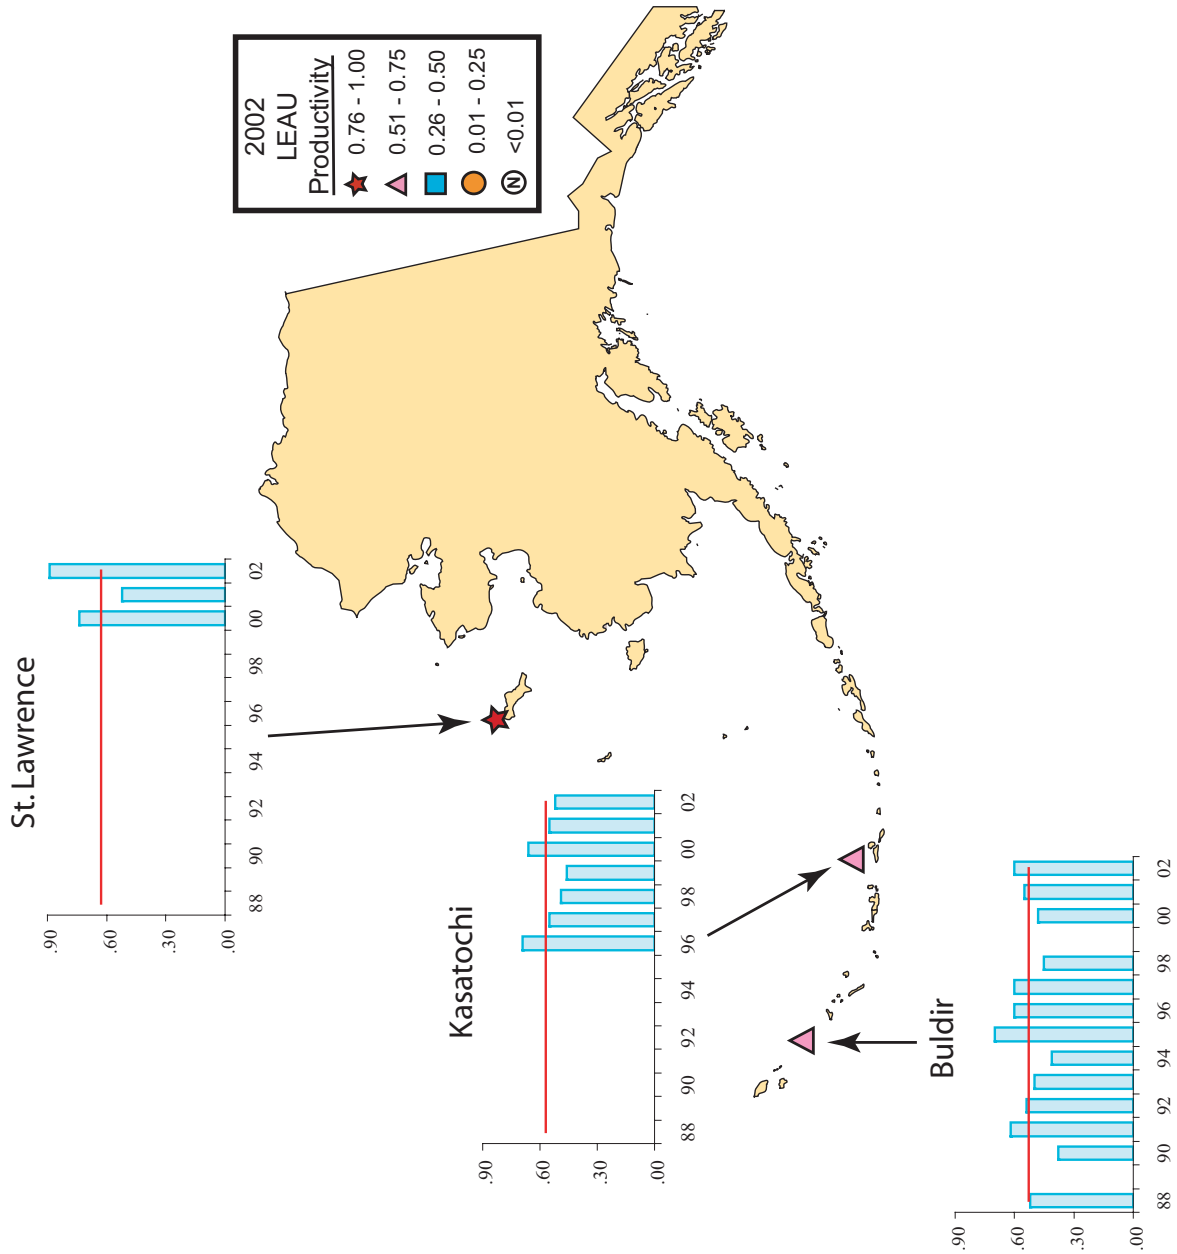 2002
LEAU
Productivity
0.76 - 1.00
0.51 - 0.75
0.26 - 0.50
0.01 - 0.25
N <0.01
St. Lawrence
.90
.60
.30
.00
88 90 92 94 96 98 00 02
Kasatochi
.90
.60
.30
.00
88 90 92 94 96 98 00 02
Buldir
.90
.60
.30
.00
88 90 92 94 96 98 00 02